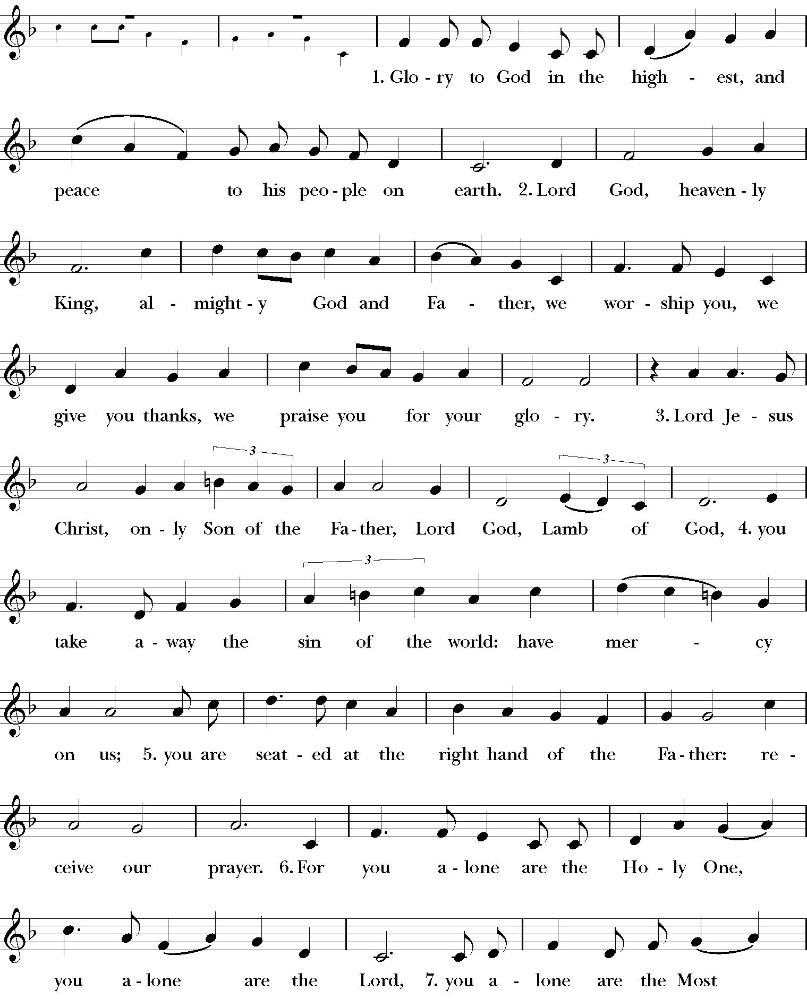 1. Glo - ry to God in the high - est, and
peace to his peo - ple on earth. 2. Lord God, heaven - ly
King, al - might - y God and Fa - ther, we wor - ship you, we
give you thanks, we praise you for your glo - ry. 3. Lord Je - sus
3 3
Christ, on - ly Son of the Fa - ther, Lord God, Lamb of God, 4. you
3
take a - way the sin of the world: have mer - cy
on us; 5. you are seat - ed at the right hand of the Fa - ther: re -
ceive our prayer. 6. For you a - lone are the Ho - ly One,
you a - lone are the Lord, 7. you a - lone are the Most